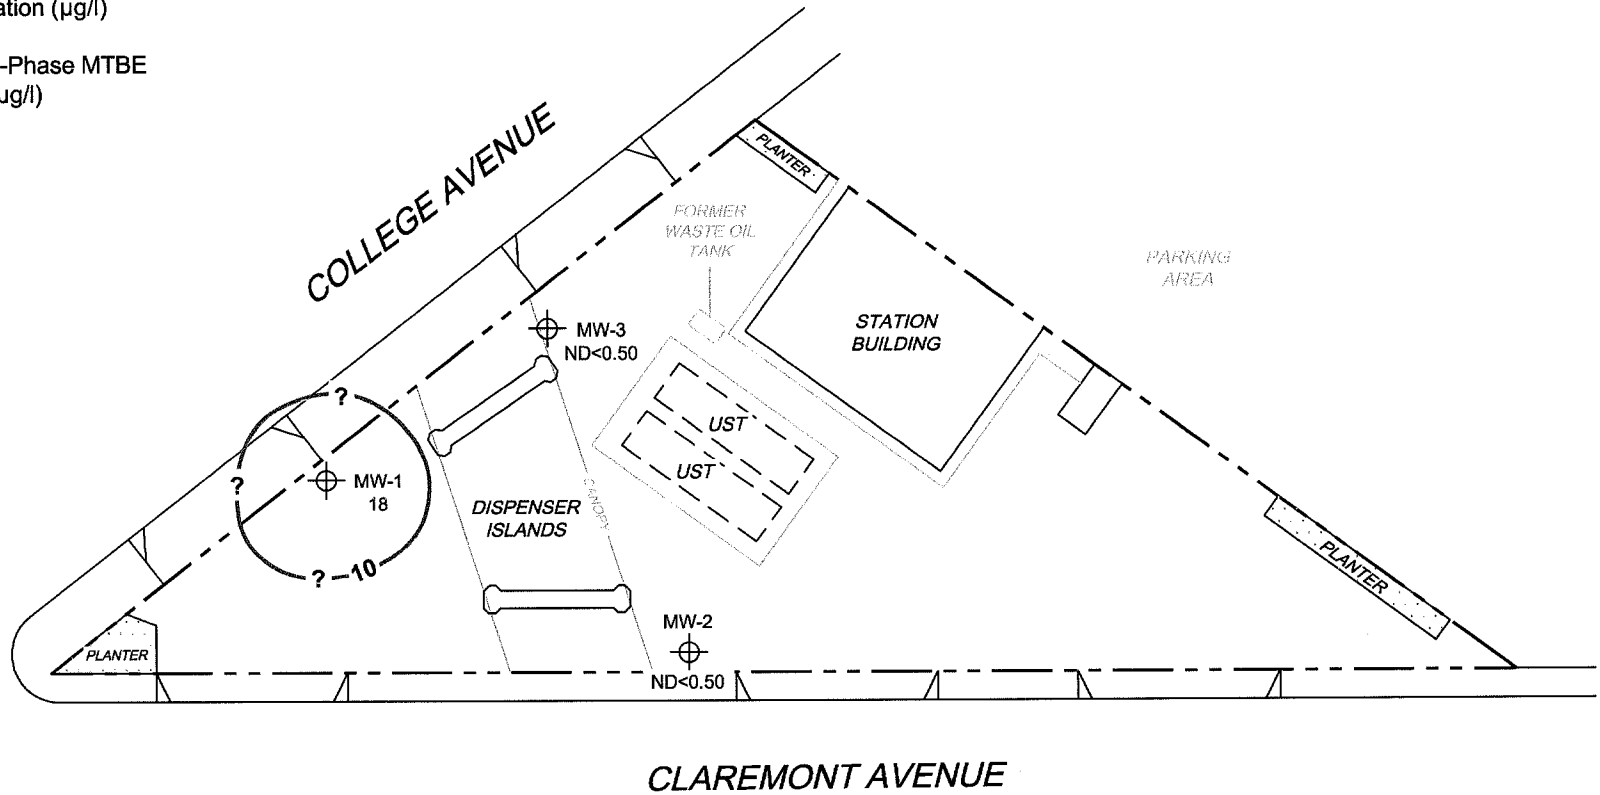 ation (µg/l)
-Phase MTBE
µg/l)
COLLEGE AVENUE
PLANTER
FORMER
WASTE OIL
TANK
PARKING
AREA
STATION
BUILDING
MW-3
ND<0.50
?
UST
UST
?
MW-1
18
CANOPY
DISPENSER
ISLANDS
? 10
PLANTER
MW-2
ND<0.50
PLANTER
CLAREMONT AVENUE